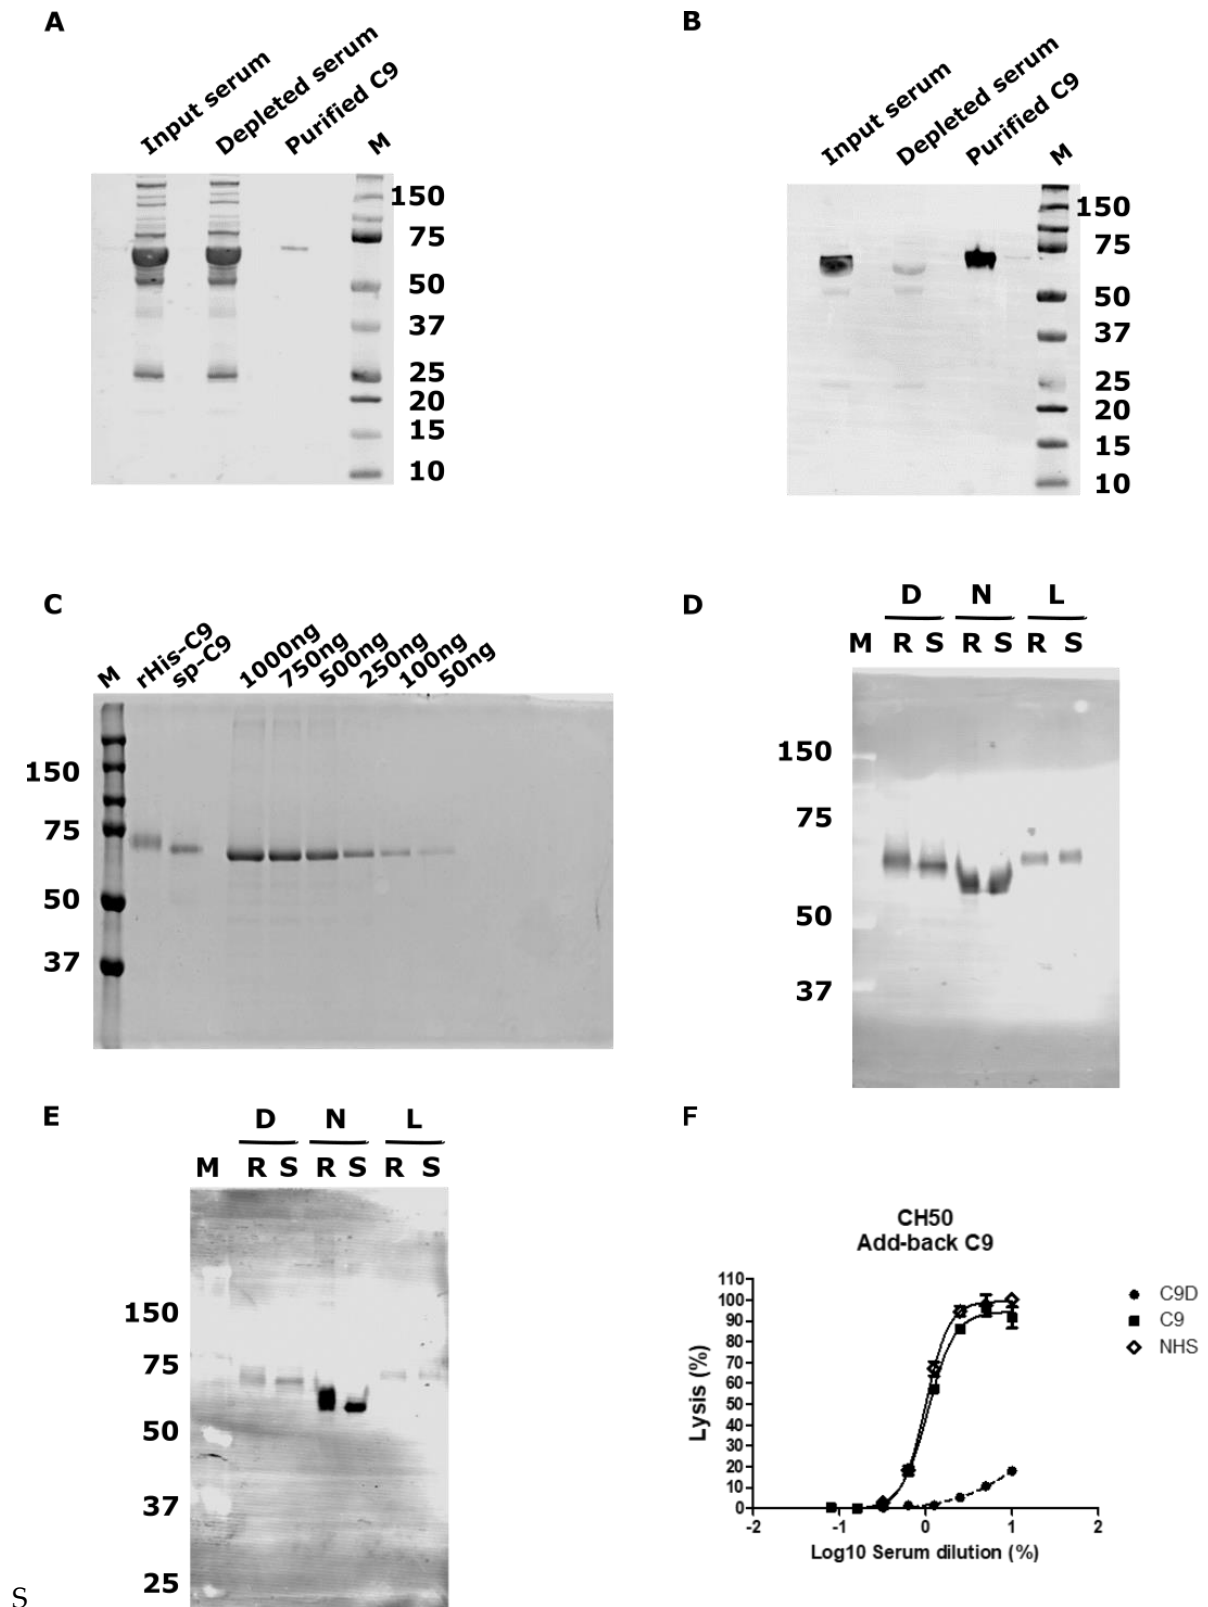 A
Input serum
Depleted serum
Purified C9
M
150
75
50
37
25
20
15
10
B
Input serum
Depleted serum
Purified C9
M
150
75
50
37
25
20
15
10
C
M
rHis-C9
sp-C9
1000ng
750ng
500ng
250ng
100ng
50ng
150
75
50
37
D
D N L
M R S R S R S
150
75
50
37
E
D N L
M R S R S R S
150
75
50
37
25
F
CH50
Add-back C9
110
100
90
80
70
60
50
40
30
20
10
0
Lysis (%)
-2 -1 0 1 2
Log10 Serum dilution (%)
C9D
C9
NHS
S